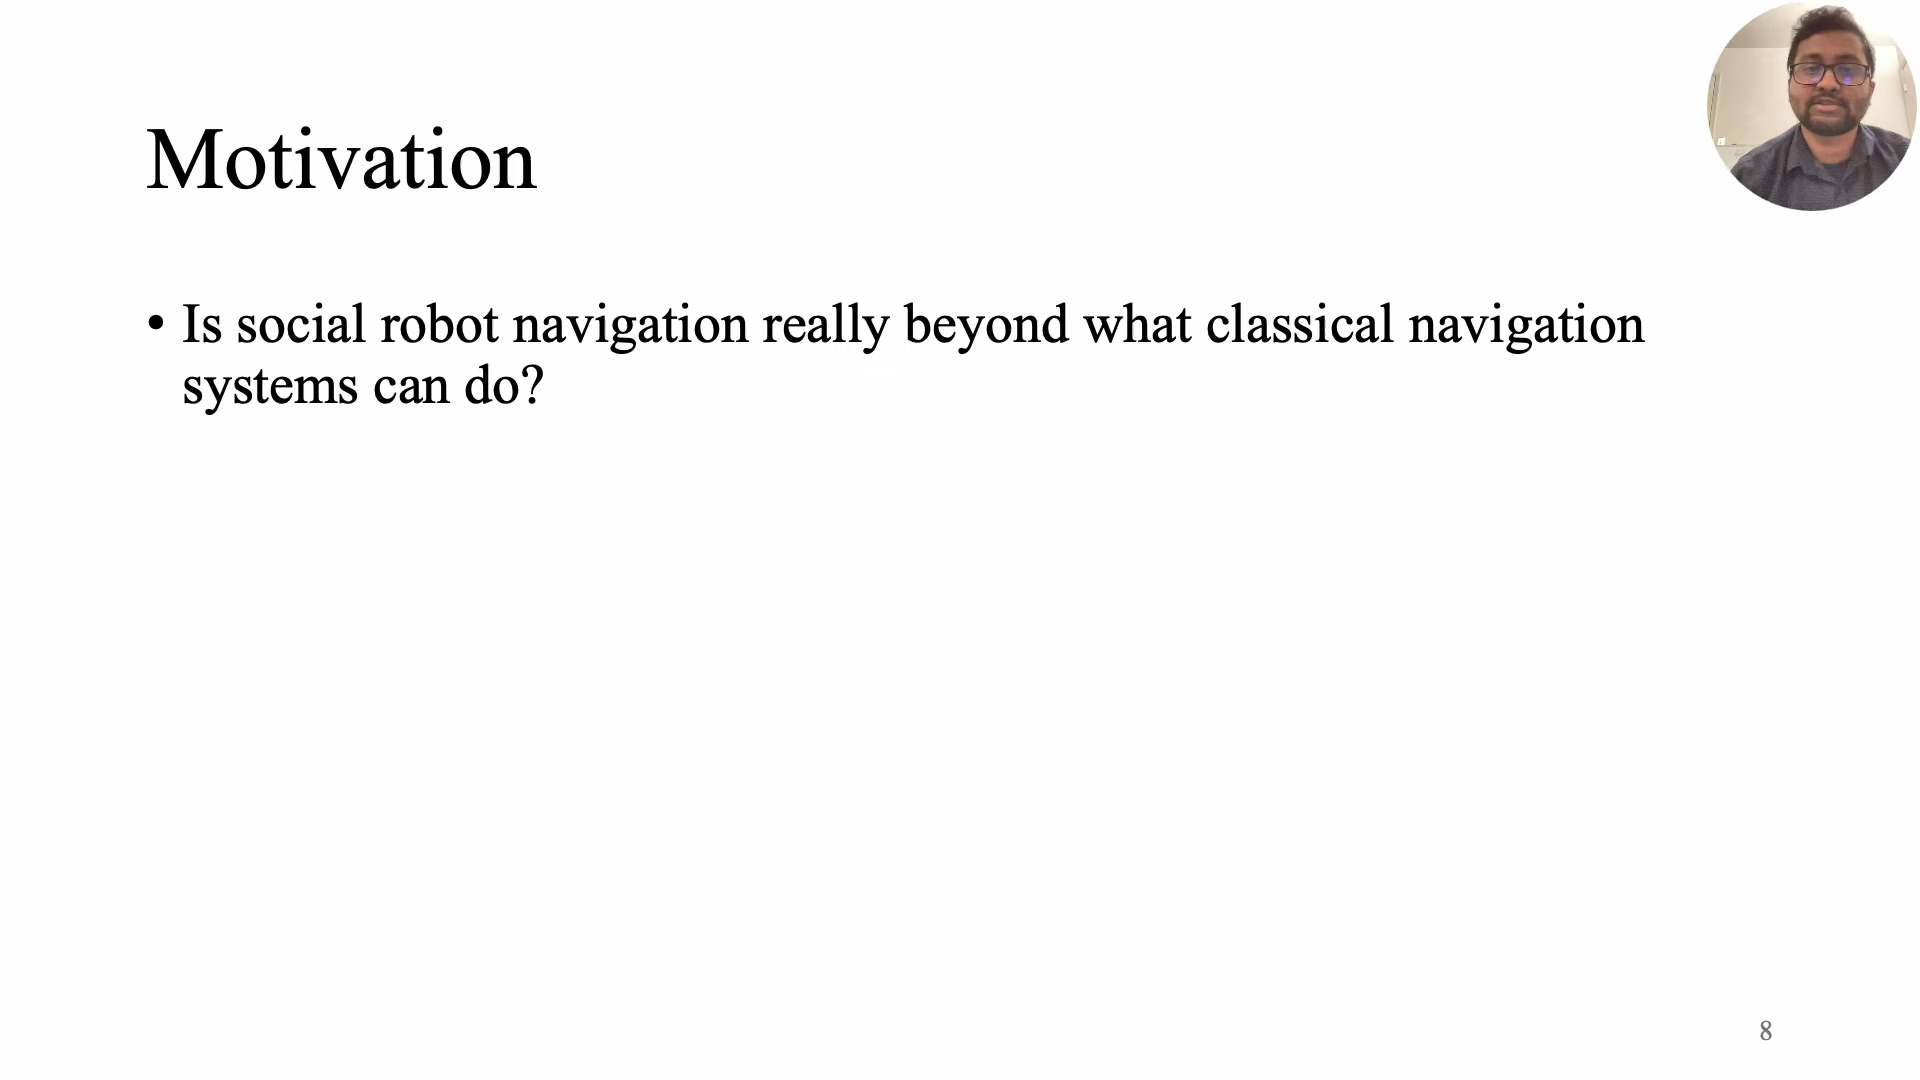 Motivation
• Is social robot navigation really beyond what classical navigation
systems can do?
8